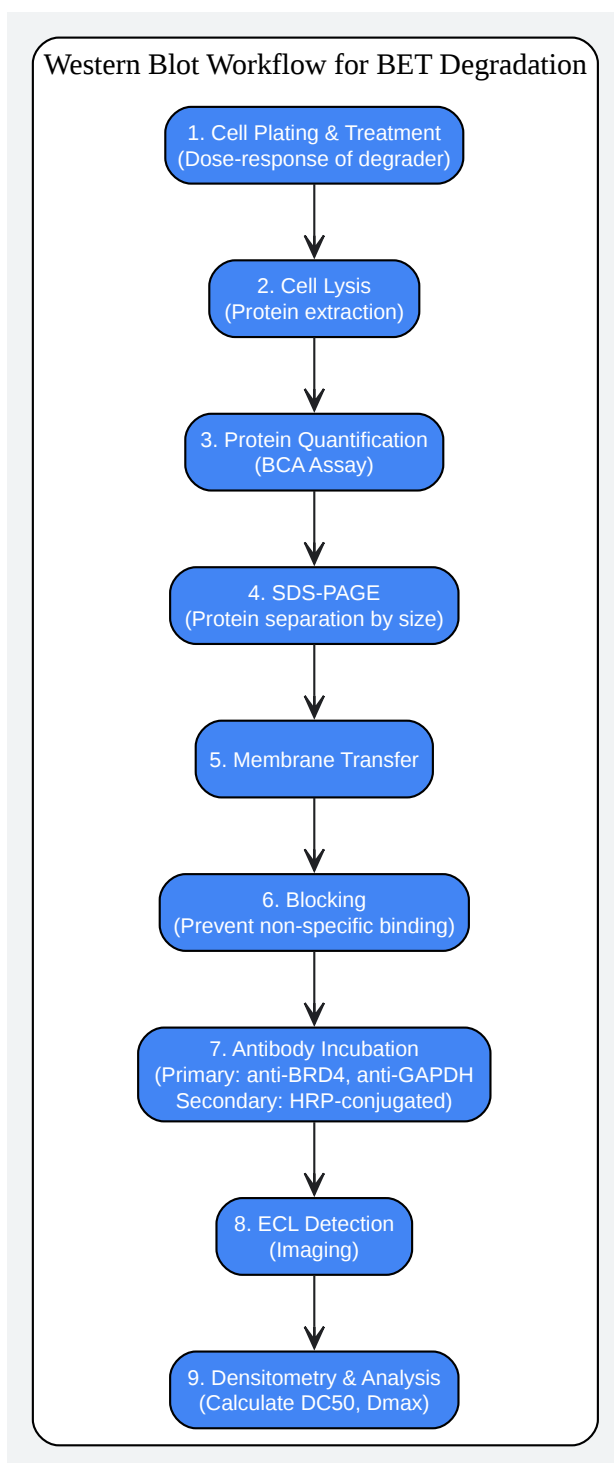 Western Blot Workflow for BET Degradation
1. Cell Plating & Treatment
(Dose-response of degrader)
2. Cell Lysis
(Protein extraction)
3. Protein Quantification
(BCA Assay)
4. SDS-PAGE
(Protein separation by size)
5. Membrane Transfer
6. Blocking
(Prevent non-specific binding)
7. Antibody Incubation
(Primary: anti-BRD4, anti-GAPDH
Secondary: HRP-conjugated)
8. ECL Detection
(Imaging)
9. Densitometry & Analysis
(Calculate DC50, Dmax)